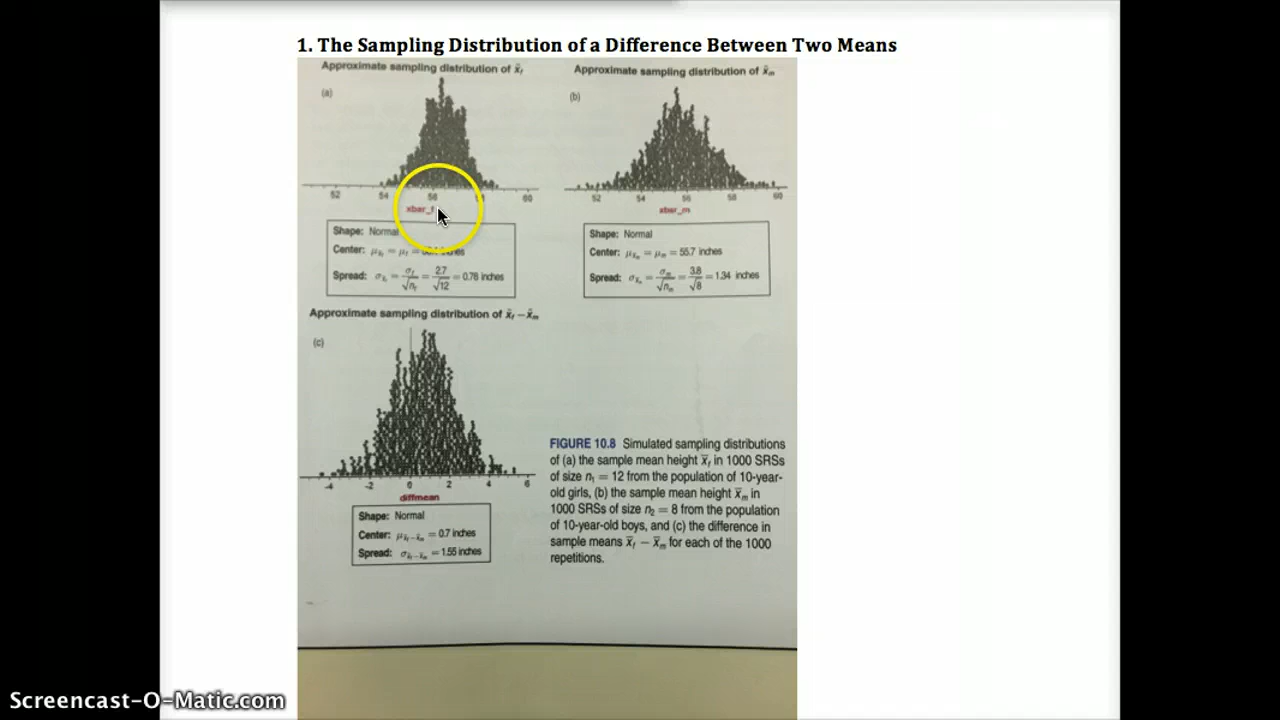 1. The Sampling Distribution of a Difference Between Two Means
Approximate sampling distribution of x̄f
(a)
52 54 56 58 60
xbar_f
Shape: Normal
Center: μx̄f = μf = inches
Spread: σx̄f = σf/√nf = 2.7/√12 = 0.78 inches
Approximate sampling distribution of x̄m
(b)
52 54 56 58 60
xbar_m
Shape: Normal
Center: μx̄m = μm = 55.7 inches
Spread: σx̄m = σm/√nm = 3.8/√8 = 1.34 inches
Approximate sampling distribution of x̄f − x̄m
(c)
-4 -2 0 2 4 6
diffmean
Shape: Normal
Center: μx̄f−x̄m = 0.7 inches
Spread: σx̄f−x̄m = 1.55 inches
FIGURE 10.8 Simulated sampling distributions
of (a) the sample mean height x̄f in 1000 SRSs
of size n1 = 12 from the population of 10-year-
old girls, (b) the sample mean height x̄m in
1000 SRSs of size n2 = 8 from the population
of 10-year-old boys, and (c) the difference in
sample means x̄f − x̄m for each of the 1000
repetitions.
Screencast-O-Matic.com